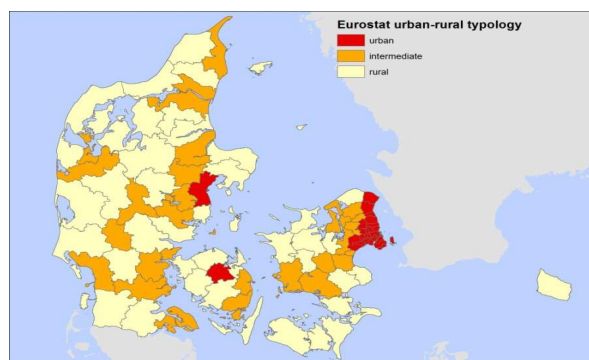 Eurostat urban-rural typology
urban
intermediate
rural